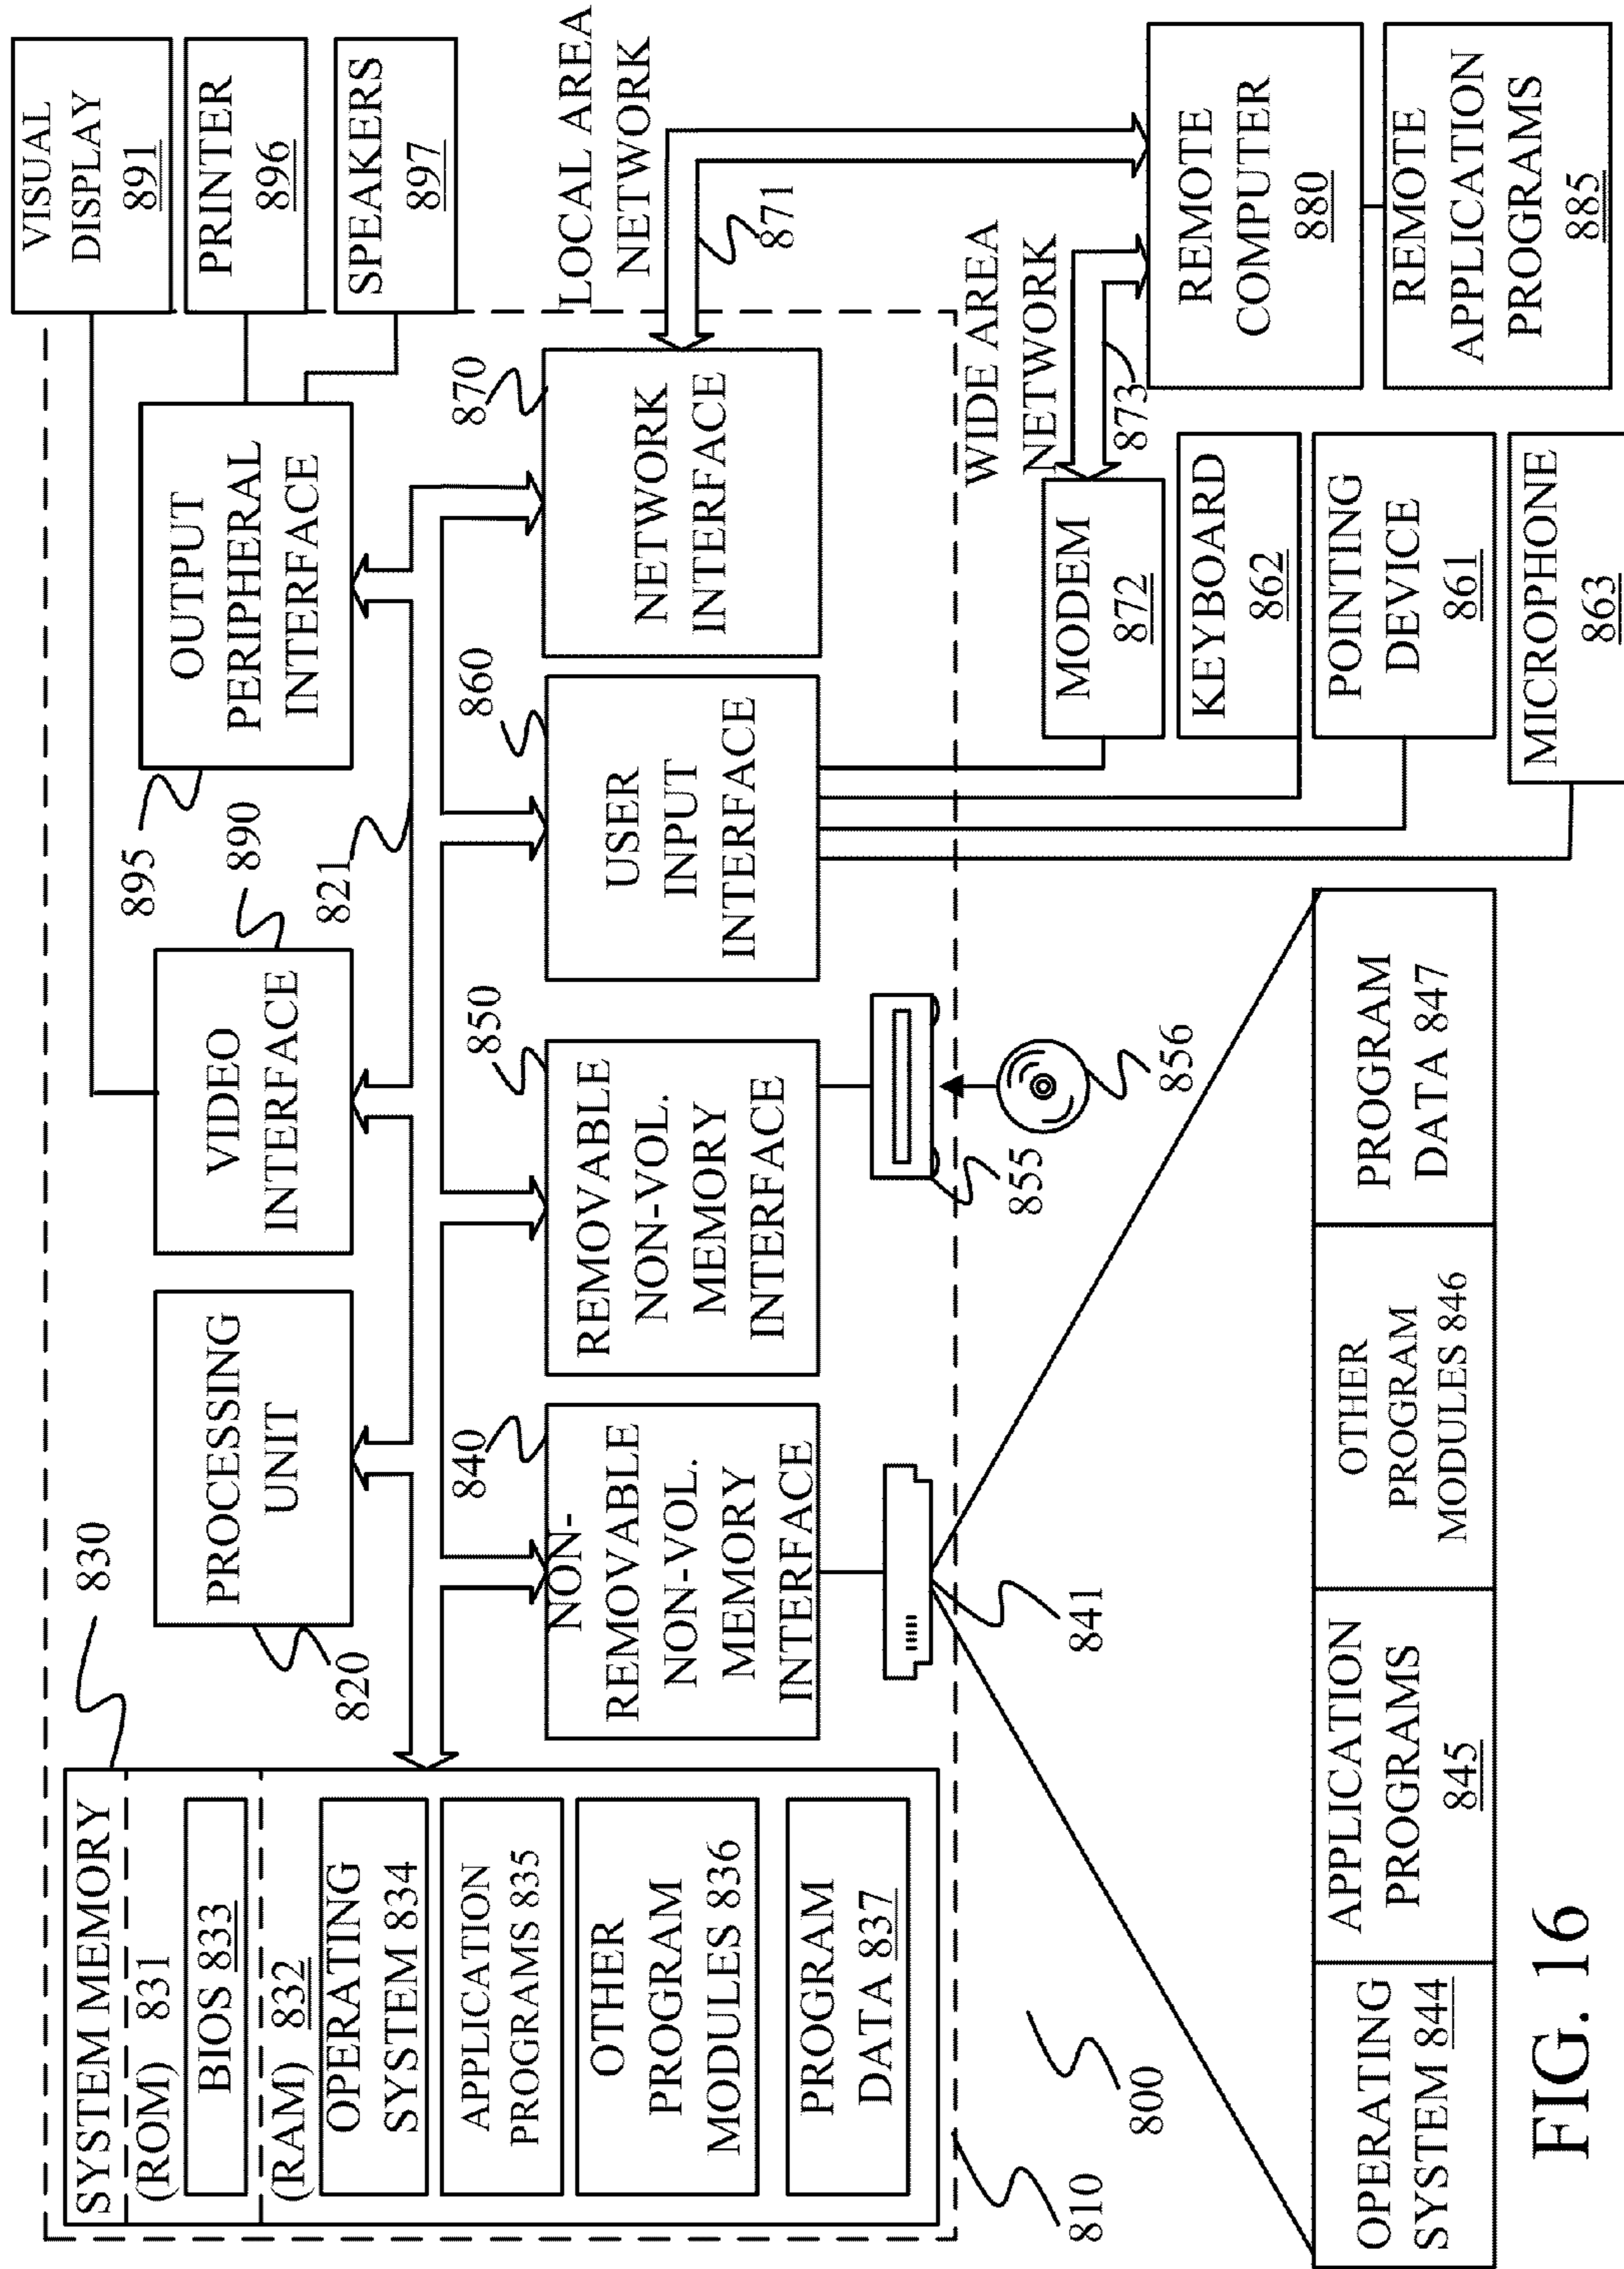 SYSTEM MEMORY
(ROM) 831
BIOS 833
(RAM) 832
OPERATING
SYSTEM 834
APPLICATION
PROGRAMS 835
OTHER
PROGRAM
MODULES 836
PROGRAM
DATA 837
830
810
800
PROCESSING
UNIT
820
VIDEO
INTERFACE
890
821
OUTPUT
PERIPHERAL
INTERFACE
895
VISUAL
DISPLAY
891
PRINTER
896
SPEAKERS
897
NON-
REMOVABLE
NON-VOL.
MEMORY
INTERFACE
840
REMOVABLE
NON-VOL.
MEMORY
INTERFACE
850
USER
INPUT
INTERFACE
860
NETWORK
INTERFACE
870
LOCAL AREA
NETWORK
871
841
855
856
WIDE AREA
NETWORK
873
MODEM
872
KEYBOARD
862
POINTING
DEVICE
861
MICROPHONE
863
REMOTE
COMPUTER
880
REMOTE
APPLICATION
PROGRAMS
885
OPERATING
SYSTEM 844
APPLICATION
PROGRAMS
845
OTHER
PROGRAM
MODULES 846
PROGRAM
DATA 847
FIG. 16